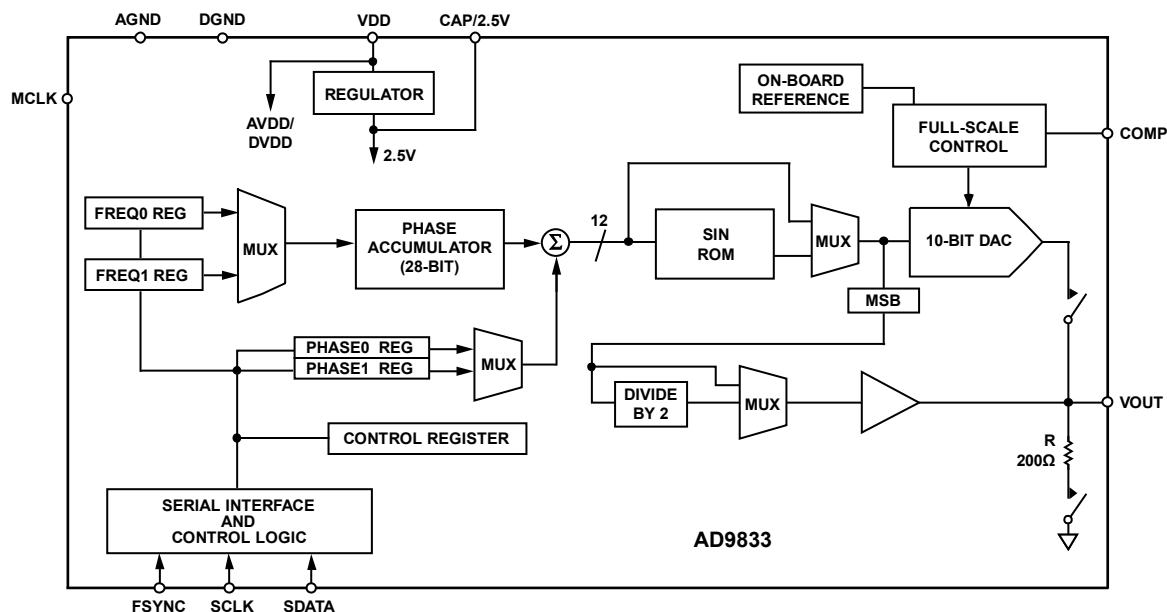 AGND
DGND
VDD
CAP/2.5V
MCLK
REGULATOR
AVDD/
DVDD
2.5V
ON-BOARD
REFERENCE
FULL-SCALE
CONTROL
COMP
FREQ0 REG
FREQ1 REG
MUX
PHASE
ACCUMULATOR
(28-BIT)
Σ
12
SIN
ROM
MUX
10-BIT DAC
MSB
PHASE0 REG
PHASE1 REG
MUX
DIVIDE
BY 2
MUX
VOUT
R
200Ω
CONTROL REGISTER
SERIAL INTERFACE
AND
CONTROL LOGIC
AD9833
FSYNC
SCLK
SDATA